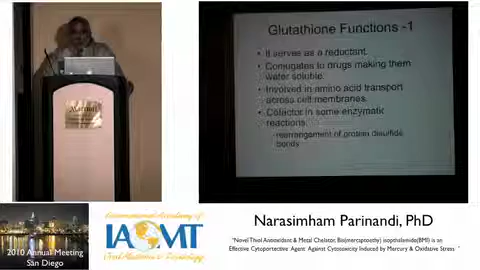 Glutathione Functions -1
• It serves as a reductant.
• Conjugates to drugs making them
water soluble.
• Involved in amino acid transport
across cell membranes.
• Cofactor in some enzymatic
reactions.
- rearrangement of protein disulfide
bonds
Marriott
2010 Annual Meeting
San Diego
International Academy of
IAOMT
Oral Medicine & Toxicology
Narasimham Parinandi, PhD
"Novel Thiol Antioxidant & Metal Chelator, Bis(mercaptoethyl) isopthalamide(BMI) is an
Effective Cytoportective Agent Against Cytotoxicity Induced by Mercury & Oxidative Stress "